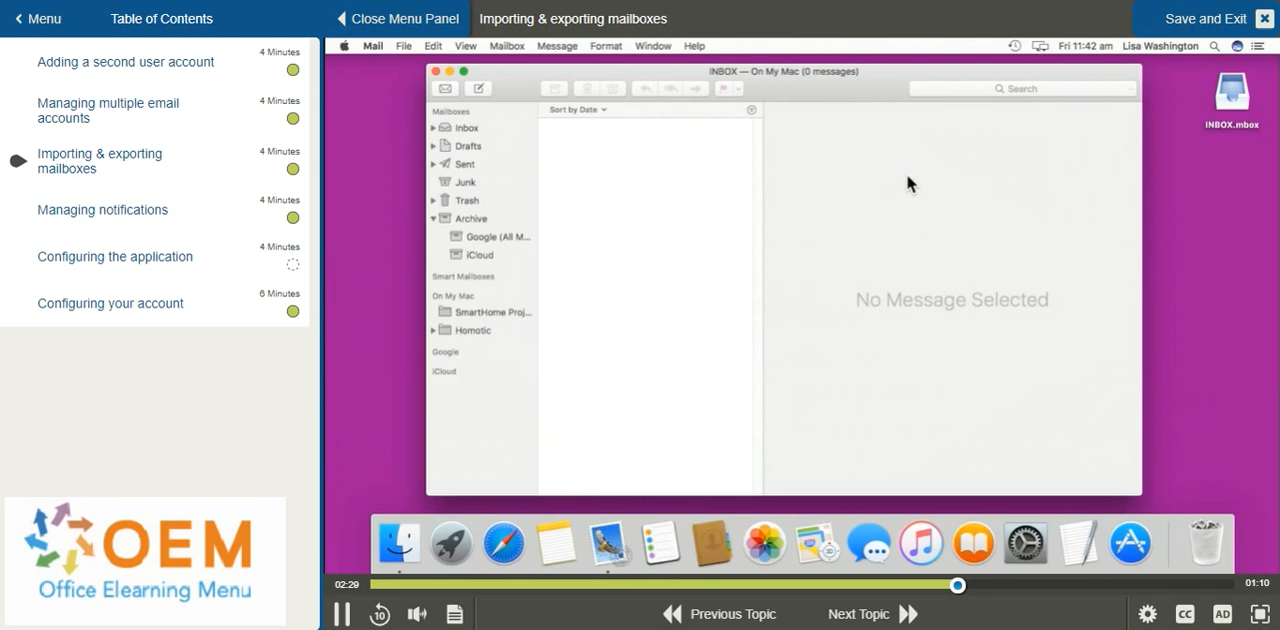 Menu
Table of Contents
Close Menu Panel
Importing & exporting mailboxes
Save and Exit
4 Minutes
Adding a second user account
4 Minutes
Managing multiple email
accounts
4 Minutes
Importing & exporting
mailboxes
4 Minutes
Managing notifications
4 Minutes
Configuring the application
6 Minutes
Configuring your account
OEM
Office Elearning Menu
Mail File Edit View Mailbox Message Format Window Help
Fri 11:42 am Lisa Washington
INBOX — On My Mac (0 messages)
Search
Mailboxes
Inbox
Drafts
Sent
Junk
Trash
Archive
Google (All M...
iCloud
Smart Mailboxes
On My Mac
SmartHome Proj...
Homotic
Google
iCloud
Sort by Date
No Message Selected
INBOX.mbox
02:29
01:10
10
Previous Topic
Next Topic
CC
AD